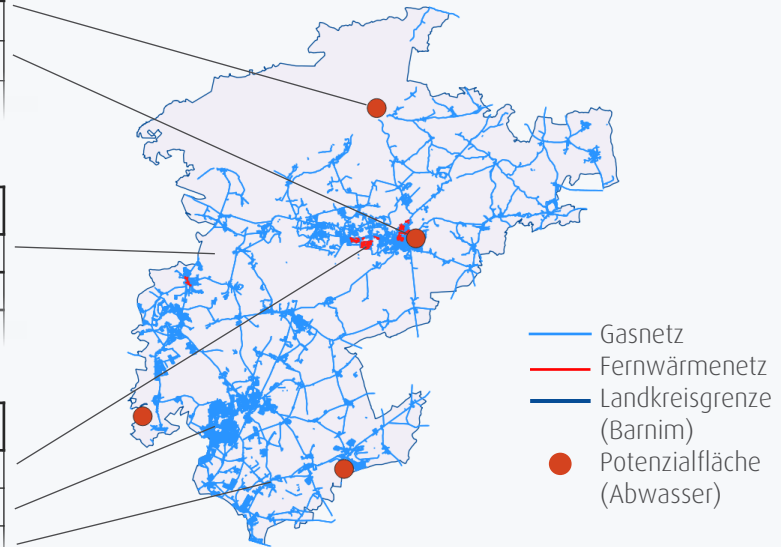 Gasnetz
Fernwärmenetz
Landkreisgrenze
(Barnim)
Potenzialfläche
(Abwasser)